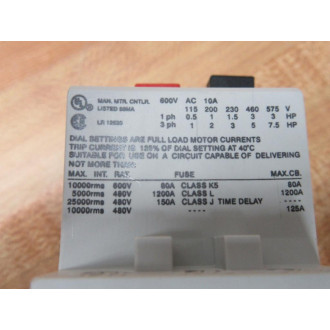 UL
MAN. MTR. CNTLR. 600V AC 10A
LISTED 69MA 115 200 230 460 575 V
1 ph 0.5 1 1.5 3 3 HP
3 ph 1 2 3 5 7.5 HP
DIAL SETTINGS ARE FULL LOAD MOTOR CURRENTS
TRIP CURRENT IS 125% OF DIAL SETTING AT 40°C
SUITABLE FOR USE ON A CIRCUIT CAPABLE OF DELIVERING
NOT MORE THAN:
MAX. INT. RAT. FUSE MAX.CB.
10000rms 600V 80A CLASS K5 80A
5000rms 480V 1200A CLASS L 1200A
25000rms 480V 150A CLASS J TIME DELAY ----
10000rms 480V ---- 125A